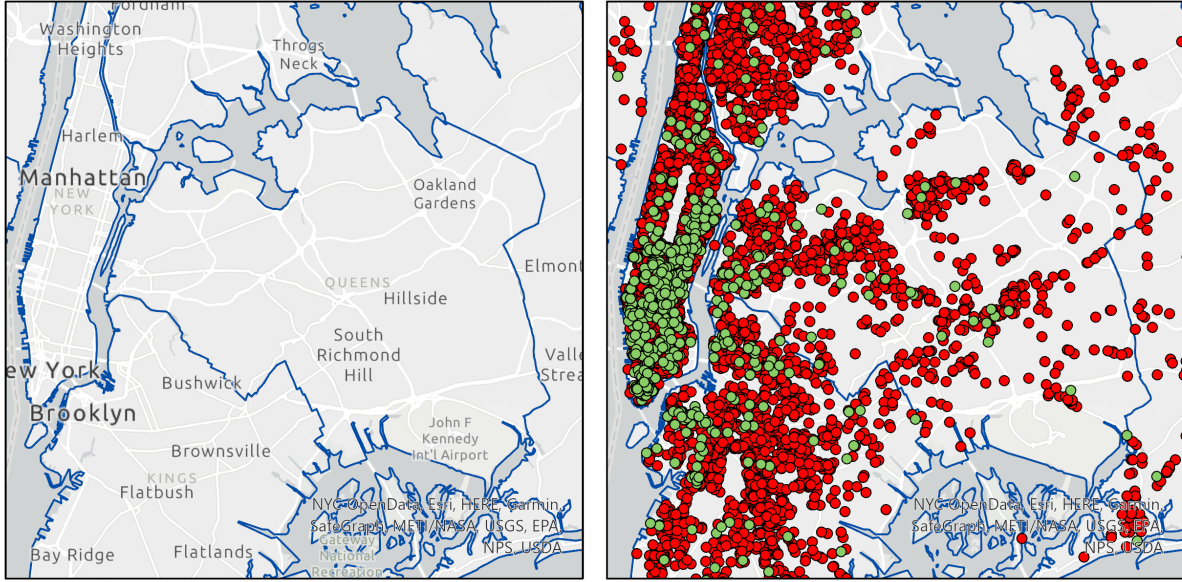 Fordham
Washington
Heights
Throgs
Neck
Harlem
Manhattan
NEW
YORK
Oakland
Gardens
Elmont
QUEENS
Hillside
South
Richmond
Hill
Valle
Strea
ew York
Bushwick
Brooklyn
John F
Kennedy
Int'l Airport
Brownsville
KINGS
Flatbush
NYC OpenData, Esri, HERE, Garmin,
SafeGraph, METI/NASA, USGS, EPA,
NPS, USDA
Gateway
National
Recreation
Bay Ridge
Flatlands
NYC OpenData, Esri, HERE, Garmin,
SafeGraph, METI/NASA, USGS, EPA,
NPS, USDA